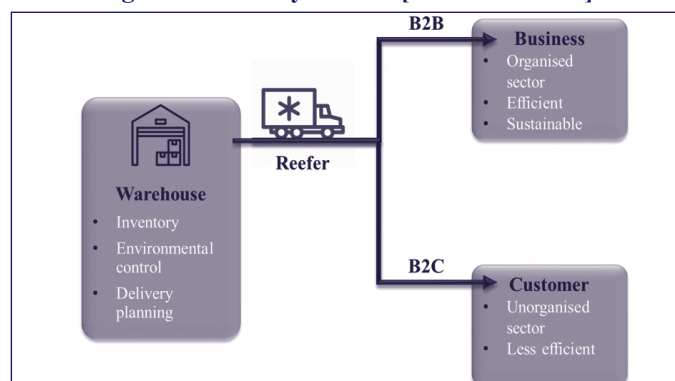 B2B
Business
• Organised
sector
• Efficient
• Sustainable
Reefer
Warehouse
• Inventory
• Environmental
control
• Delivery
planning
B2C
Customer
• Unorganised
sector
• Less efficient